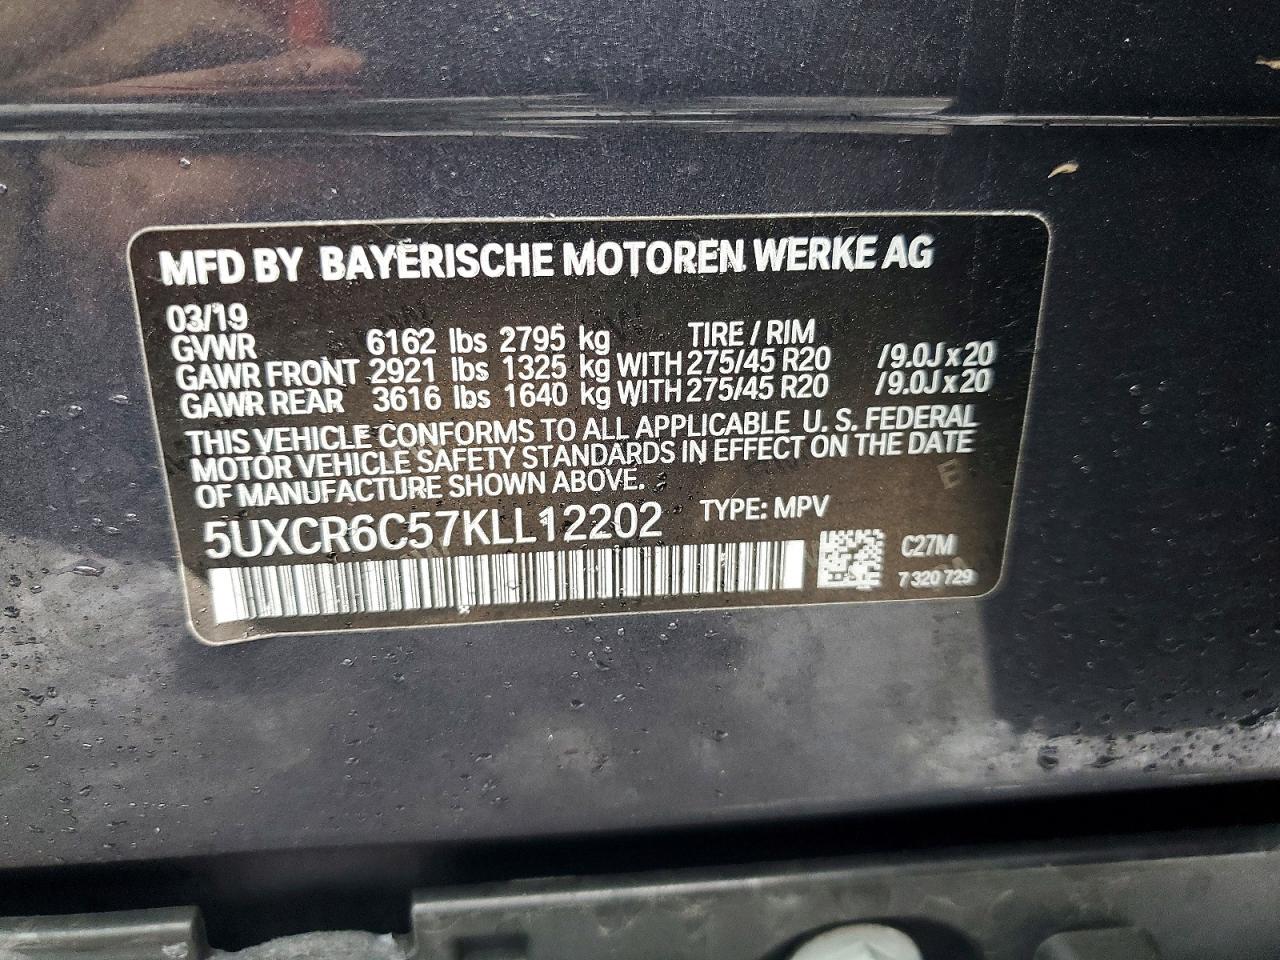 MFD BY BAYERISCHE MOTOREN WERKE AG
03/19
GVWR 6162 lbs 2795 kg TIRE / RIM
GAWR FRONT 2921 lbs 1325 kg WITH 275/45 R20 /9.0J x 20
GAWR REAR 3616 lbs 1640 kg WITH 275/45 R20 /9.0J x 20
THIS VEHICLE CONFORMS TO ALL APPLICABLE U. S. FEDERAL
MOTOR VEHICLE SAFETY STANDARDS IN EFFECT ON THE DATE
OF MANUFACTURE SHOWN ABOVE.
5UXCR6C57KLL12202 TYPE: MPV
C27M
7 320 729